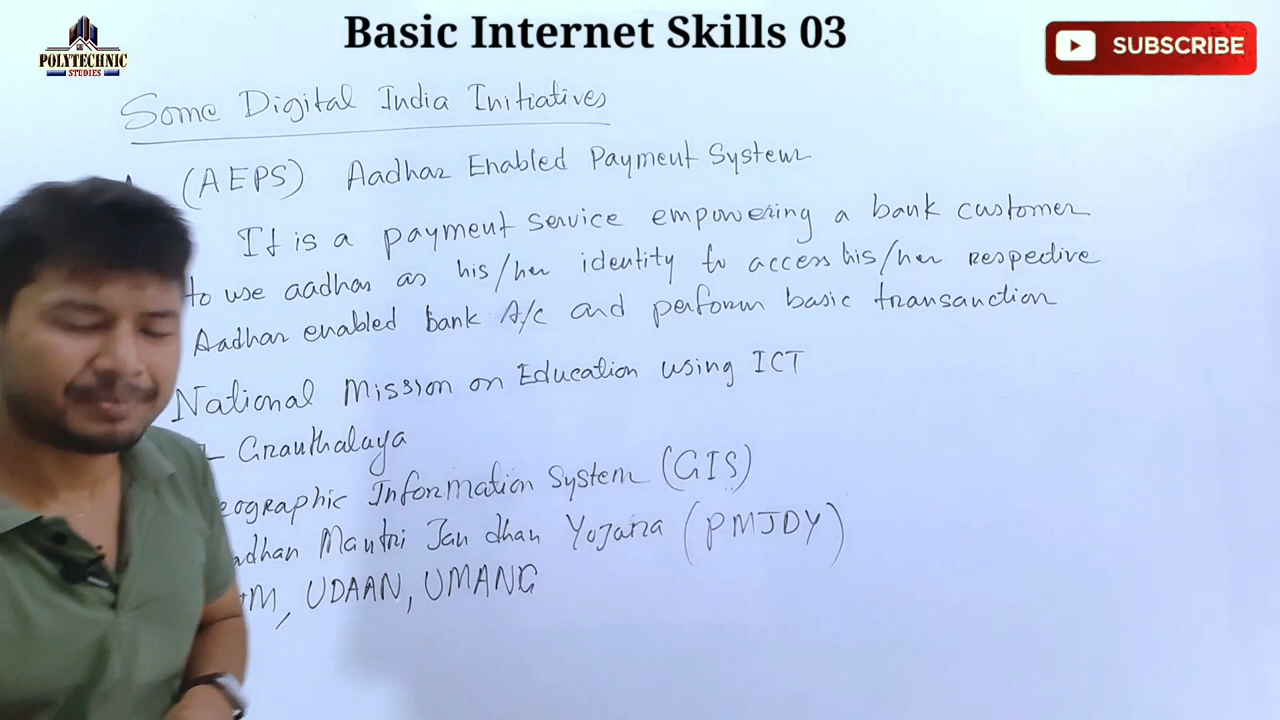 Basic Internet Skills 03
POLYTECHNIC
STUDIES
SUBSCRIBE
Some Digital India Initiatives
(AEPS) Aadhar Enabled Payment System
It is a payment service empowering a bank customer
to use aadhar as his/her identity to access his/her respective
Aadhar enabled bank A/c and perform basic transanction
National Mission on Education using ICT
Granthalaya
Information System (GIS)
Mantri Jan dhan Yojana (PMJDY)
UDAAN, UMANG